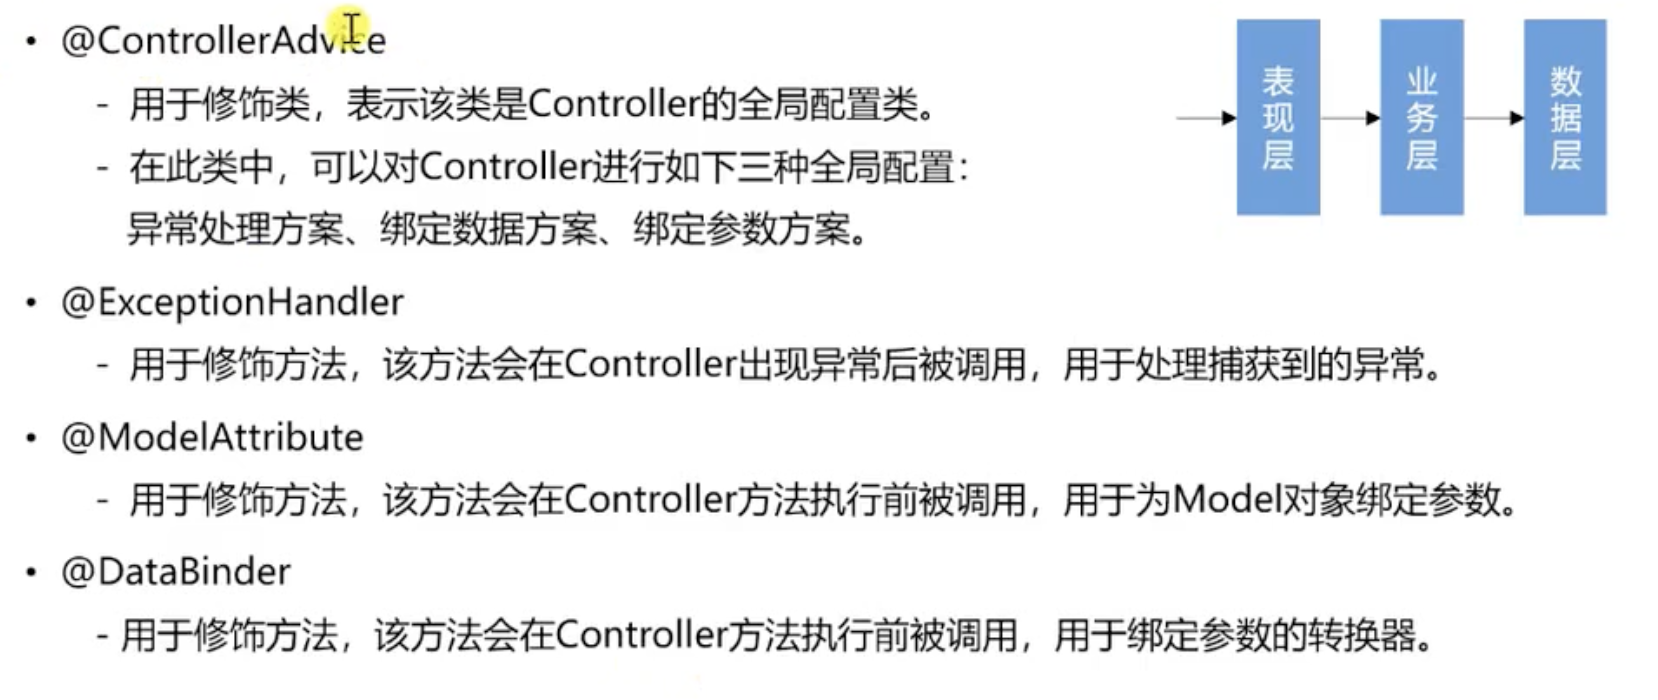 • @ControllerAdvice
- 用于修饰类，表示该类是Controller的全局配置类。
- 在此类中，可以对Controller进行如下三种全局配置：
异常处理方案、绑定数据方案、绑定参数方案。
• @ExceptionHandler
- 用于修饰方法，该方法会在Controller出现异常后被调用，用于处理捕获到的异常。
• @ModelAttribute
- 用于修饰方法，该方法会在Controller方法执行前被调用，用于为Model对象绑定参数。
• @DataBinder
- 用于修饰方法，该方法会在Controller方法执行前被调用，用于绑定参数的转换器。
表现层
业务层
数据层